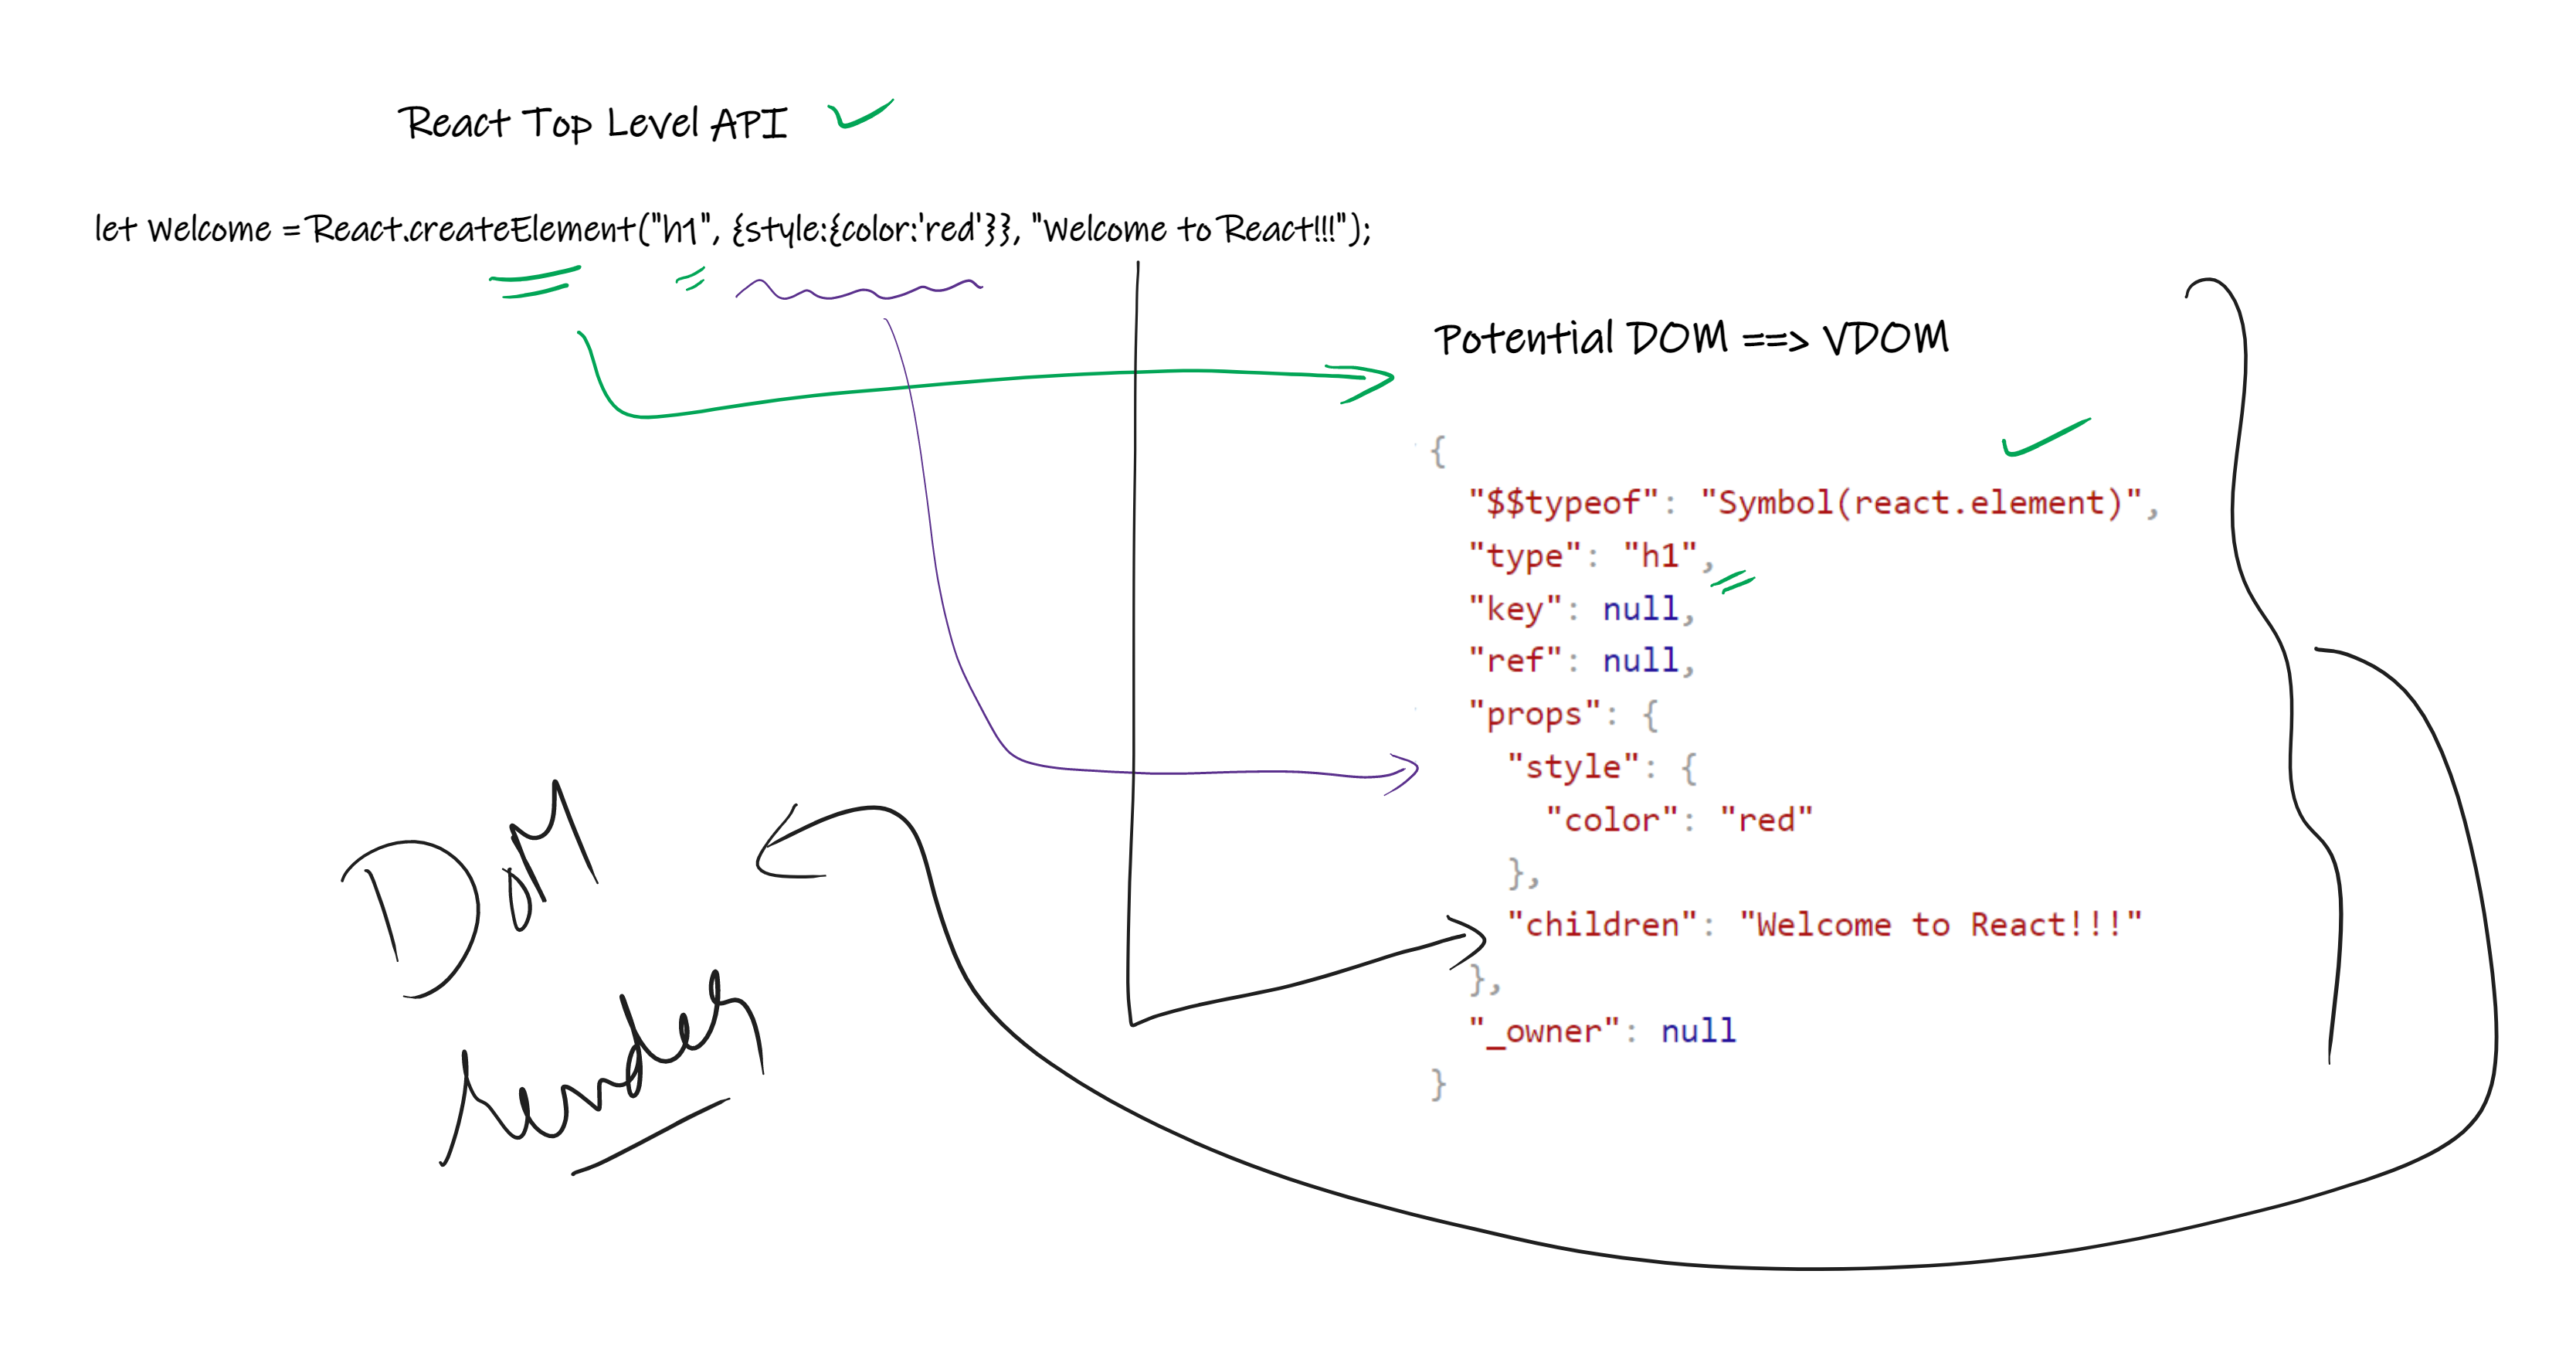 React Top Level API
let Welcome = React.createElement("h1", {style:{color:'red'}}, "Welcome to React!!!");
Potential DOM ==> VDOM
{
"$$typeof": "Symbol(react.element)",
"type": "h1",
"key": null,
"ref": null,
"props": {
"style": {
"color": "red"
},
"children": "Welcome to React!!!"
},
"_owner": null
}
DOM
render